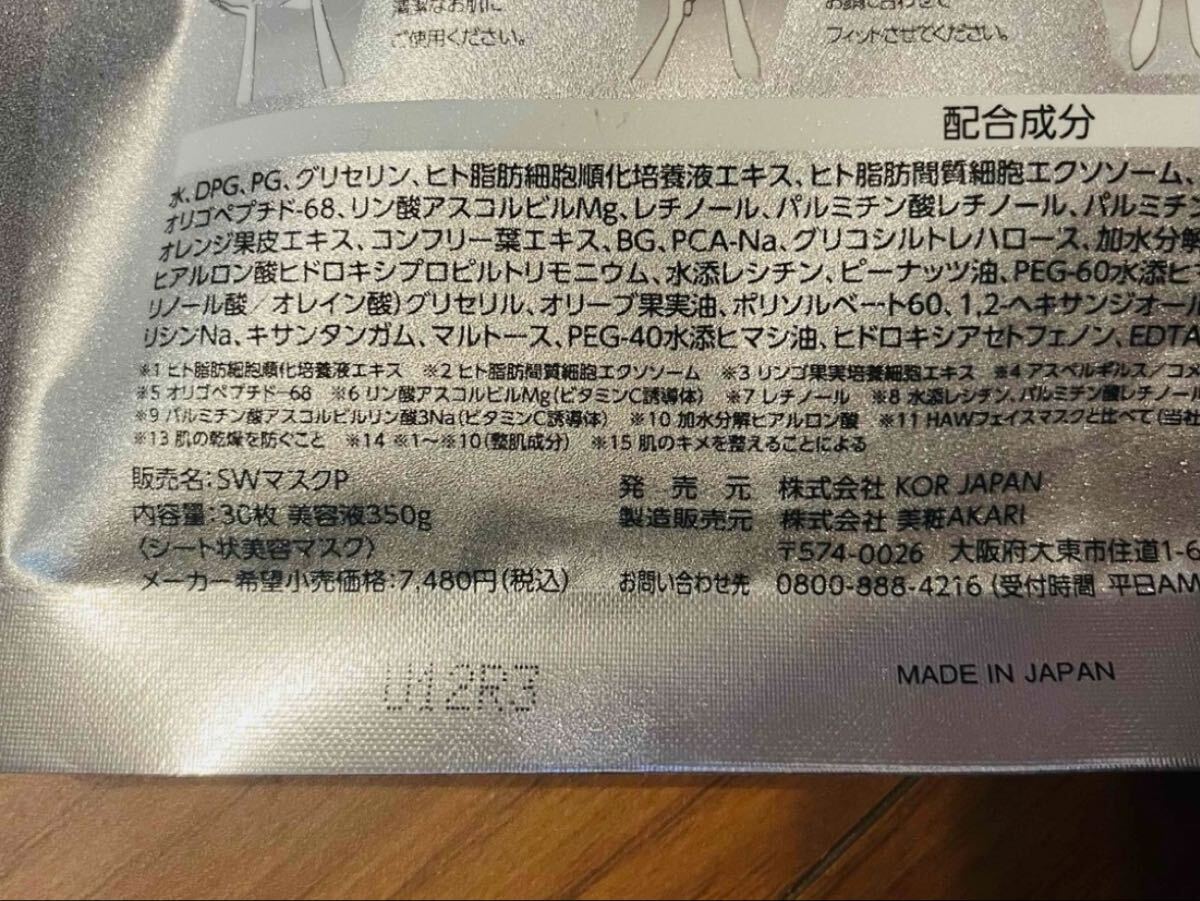 清潔なお肌に
ご使用ください。
お顔に合わせて
フィットさせてください。
配合成分
水、DPG、PG、グリセリン、ヒト脂肪細胞順化培養液エキス、ヒト脂肪間質細胞エクソソーム、
オリゴペプチド-68、リン酸アスコルビルMg、レチノール、パルミチン酸レチノール、パルミチン
オレンジ果皮エキス、コンフリー葉エキス、BG、PCA-Na、グリコシルトレハロース、加水分解
ヒアルロン酸ヒドロキシプロピルトリモニウム、水添レシチン、ピーナッツ油、PEG-60水添ヒマ
リノール酸/オレイン酸)グリセリル、オリーブ果実油、ポリソルベート60、1,2-ヘキサンジオール
リシンNa、キサンタンガム、マルトース、PEG-40水添ヒマシ油、ヒドロキシアセトフェノン、EDTA
※1 ヒト脂肪細胞順化培養液エキス ※2 ヒト脂肪間質細胞エクソソーム ※3 リンゴ果実培養細胞エキス ※4 アスペルギルス/コメ
※5 オリゴペプチド-68 ※6 リン酸アスコルビルMg(ビタミンC誘導体) ※7 レチノール ※8 水添レシチン、パルミチン酸レチノール
※9 パルミチン酸アスコルビルリン酸3Na(ビタミンC誘導体) ※10 加水分解ヒアルロン酸 ※11 HAWフェイスマスクと比べて(当社
※13 肌の乾燥を防ぐこと ※14 ※1〜※10(整肌成分) ※15 肌のキメを整えることによる
販売名:SWマスクP 発売元 株式会社 KOR JAPAN
内容量:30枚 美容液350g 製造販売元 株式会社 美粧AKARI
〈シート状美容マスク〉 〒574-0026 大阪府大東市住道1-6
メーカー希望小売価格:7,480円(税込) お問い合わせ先 0800-888-4216 (受付時間 平日AM
MADE IN JAPAN
U12R3